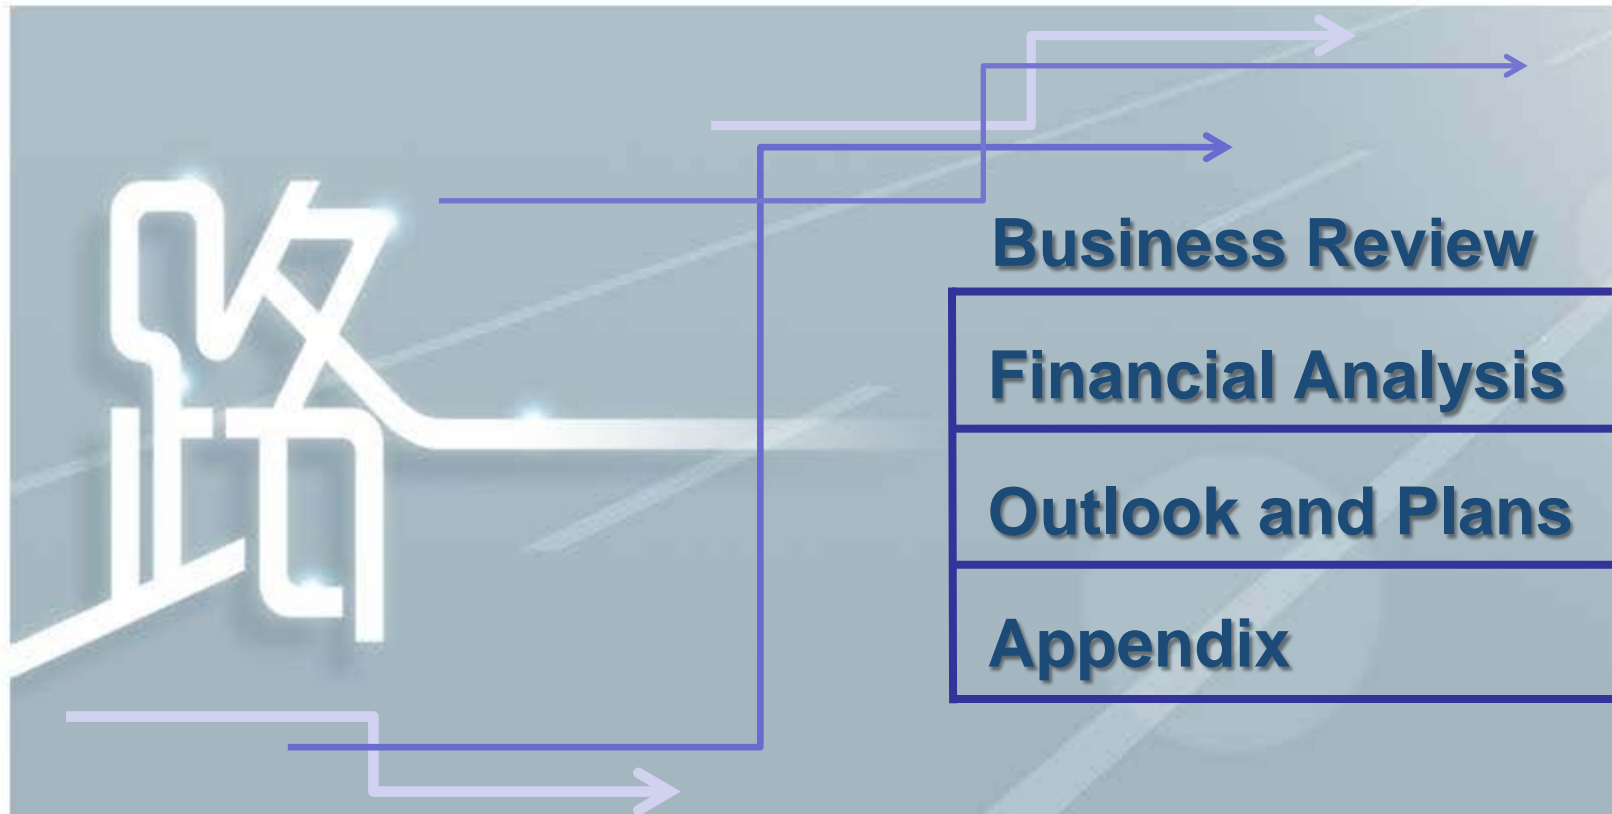 路
Business Review
Financial Analysis
Outlook and Plans
Appendix